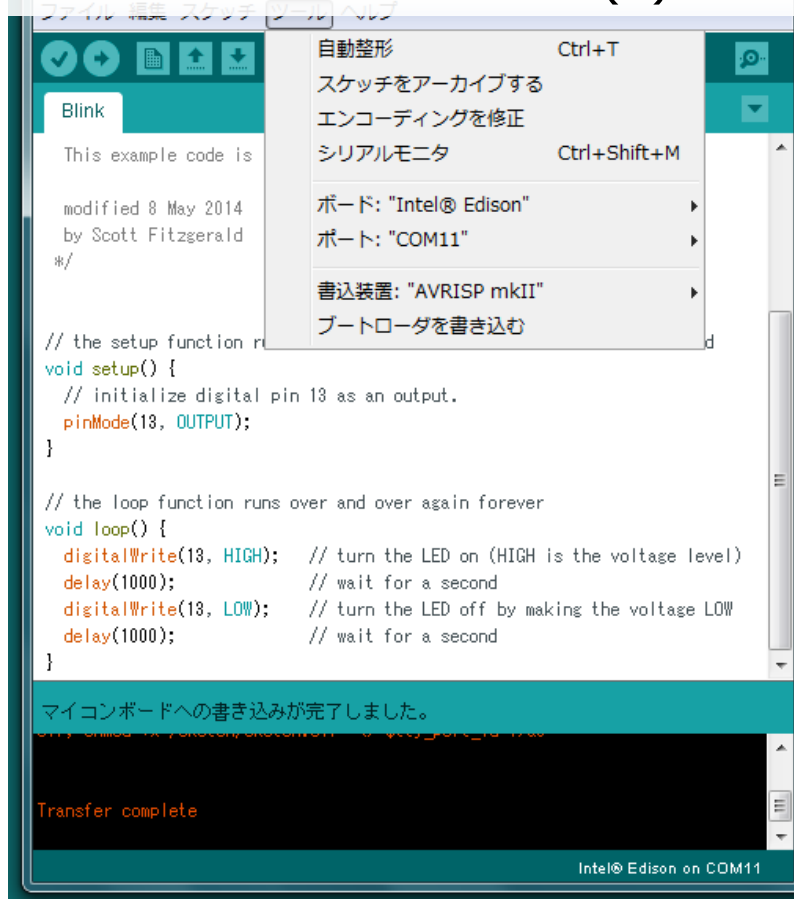 ファイル 編集 スケッチ ツール ヘルプ
自動整形 Ctrl+T
スケッチをアーカイブする
エンコーディングを修正
シリアルモニタ Ctrl+Shift+M
ボード: "Intel® Edison"
ポート: "COM11"
書込装置: "AVRISP mkII"
ブートローダを書き込む
Blink
This example code is
modified 8 May 2014
by Scott Fitzgerald
*/
// the setup function r
void setup() {
// initialize digital pin 13 as an output.
pinMode(13, OUTPUT);
}
// the loop function runs over and over again forever
void loop() {
digitalWrite(13, HIGH);   // turn the LED on (HIGH is the voltage level)
delay(1000);              // wait for a second
digitalWrite(13, LOW);    // turn the LED off by making the voltage LOW
delay(1000);              // wait for a second
}
マイコンボードへの書き込みが完了しました。
Transfer complete
Intel® Edison on COM11